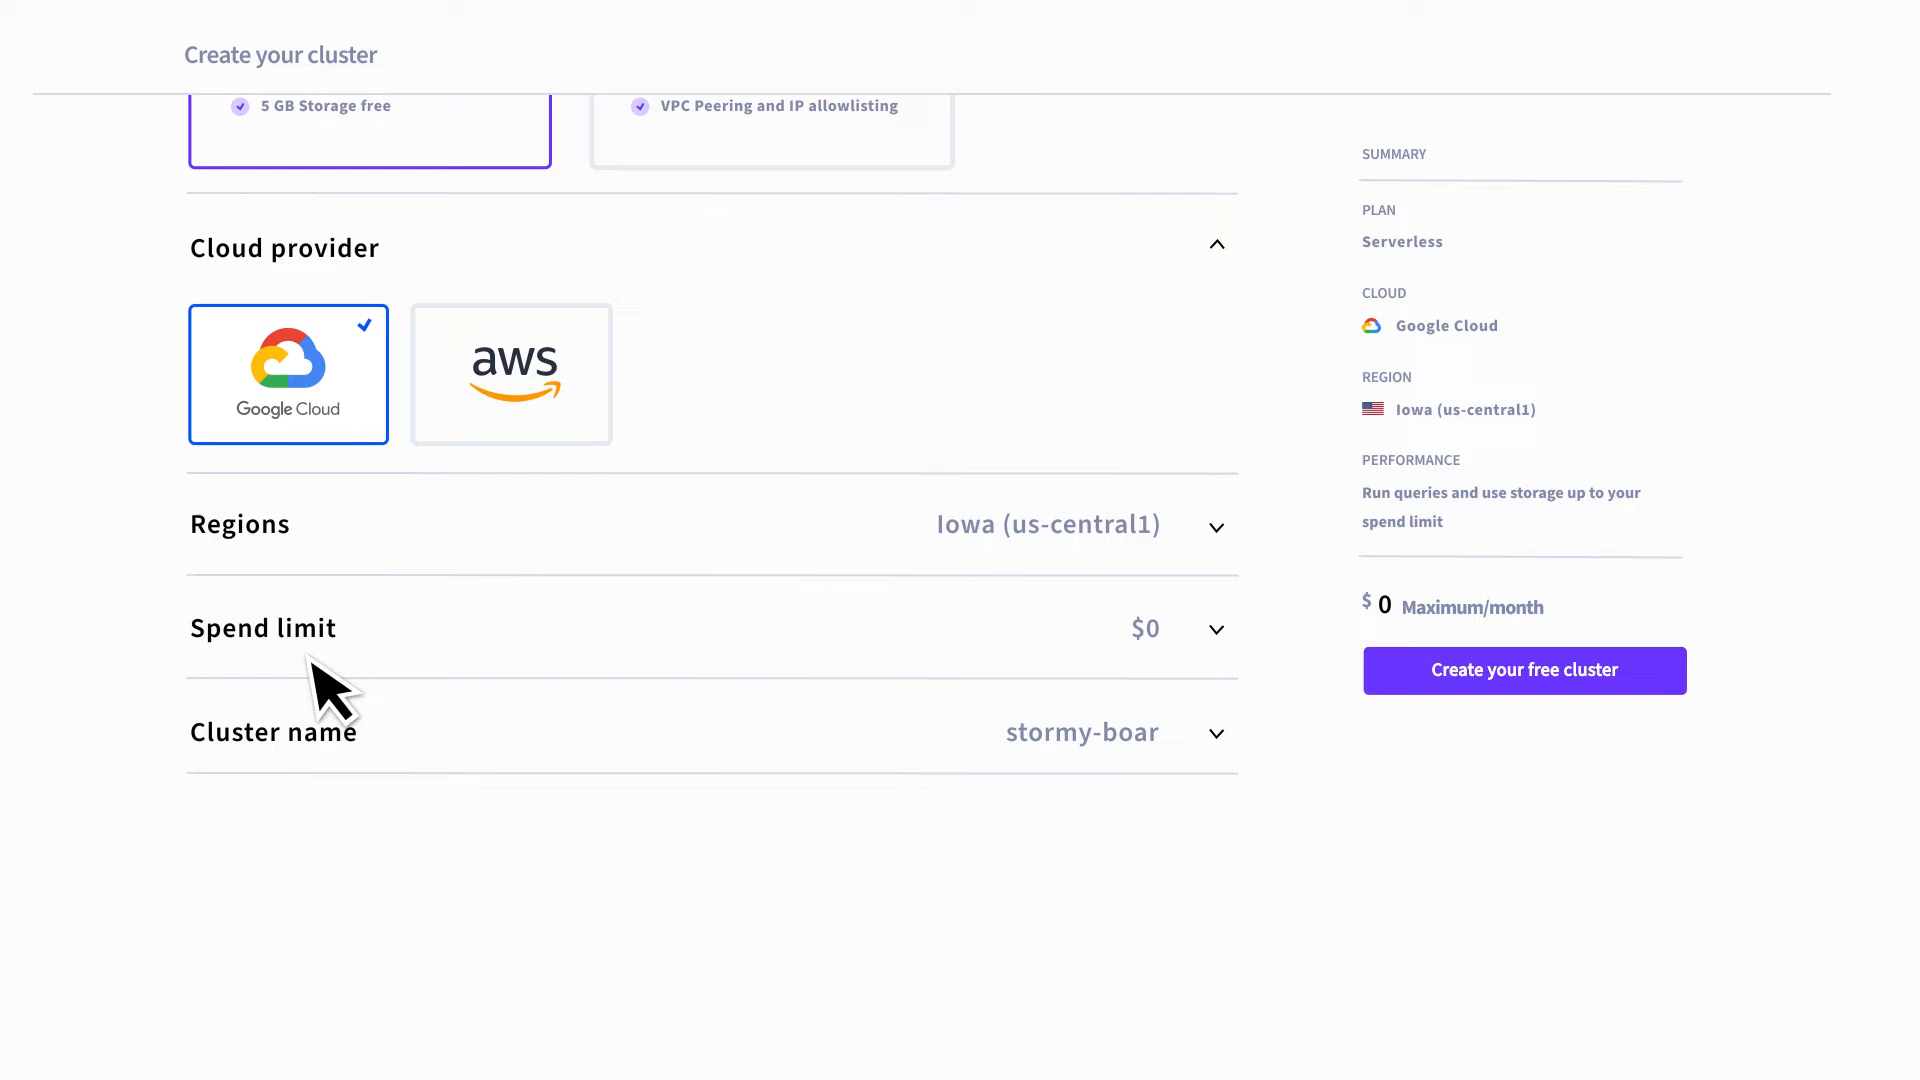 Create your cluster
5 GB Storage free
VPC Peering and IP allowlisting
Cloud provider
Google Cloud
aws
Regions
Iowa (us-central1)
Spend limit
$0
Cluster name
stormy-boar
SUMMARY
PLAN
Serverless
CLOUD
Google Cloud
REGION
Iowa (us-central1)
PERFORMANCE
Run queries and use storage up to your
spend limit
$ 0 Maximum/month
Create your free cluster